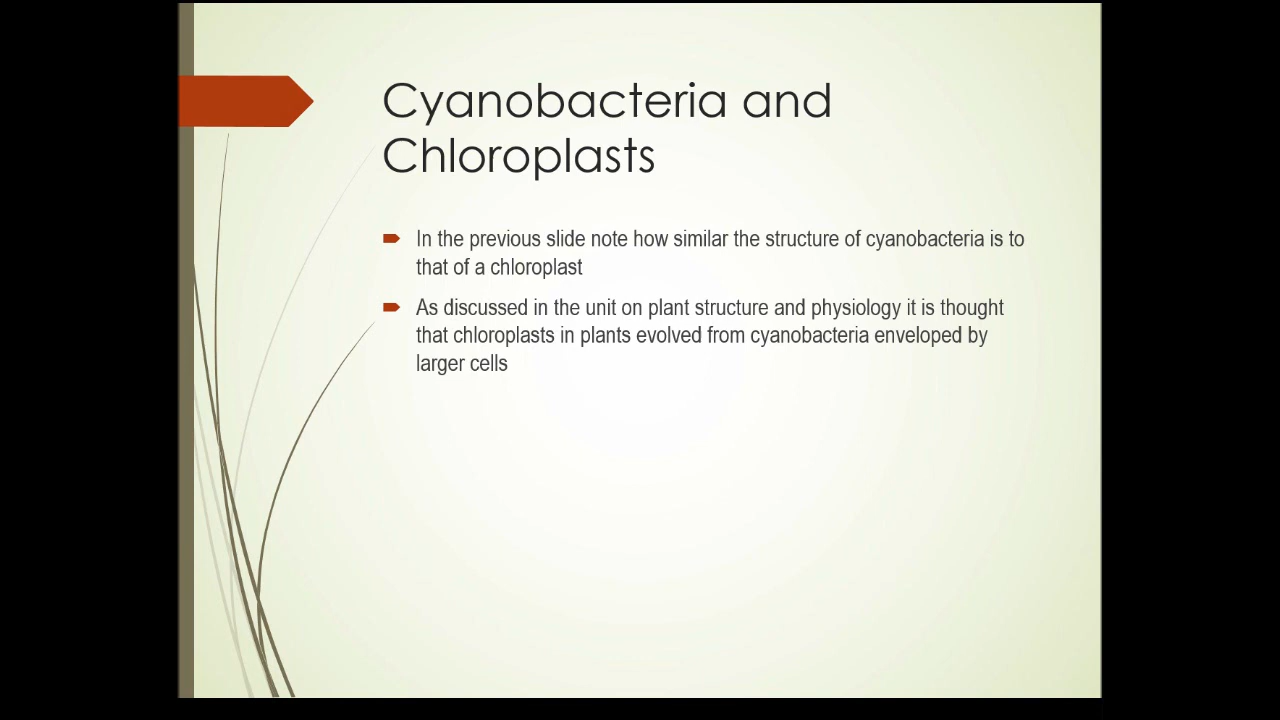 Cyanobacteria and
Chloroplasts
In the previous slide note how similar the structure of cyanobacteria is to
that of a chloroplast
As discussed in the unit on plant structure and physiology it is thought
that chloroplasts in plants evolved from cyanobacteria enveloped by
larger cells